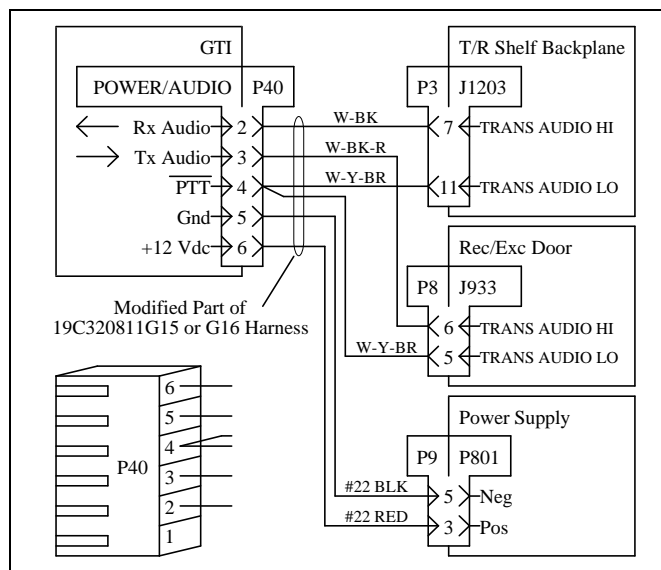 GTI
T/R Shelf Backplane
POWER/AUDIO P40
P3 J1203
Rx Audio 2 W-BK 7 TRANS AUDIO HI
Tx Audio 3 W-BK-R
PTT 4 W-Y-BR 11 TRANS AUDIO LO
Gnd 5
+12 Vdc 6
Rec/Exc Door
P8 J933
Modified Part of
19C320811G15 or G16 Harness
6 TRANS AUDIO HI
W-Y-BR 5 TRANS AUDIO LO
Power Supply
P9 P801
#22 BLK 5 Neg
#22 RED 3 Pos
P40
6
5
4
3
2
1